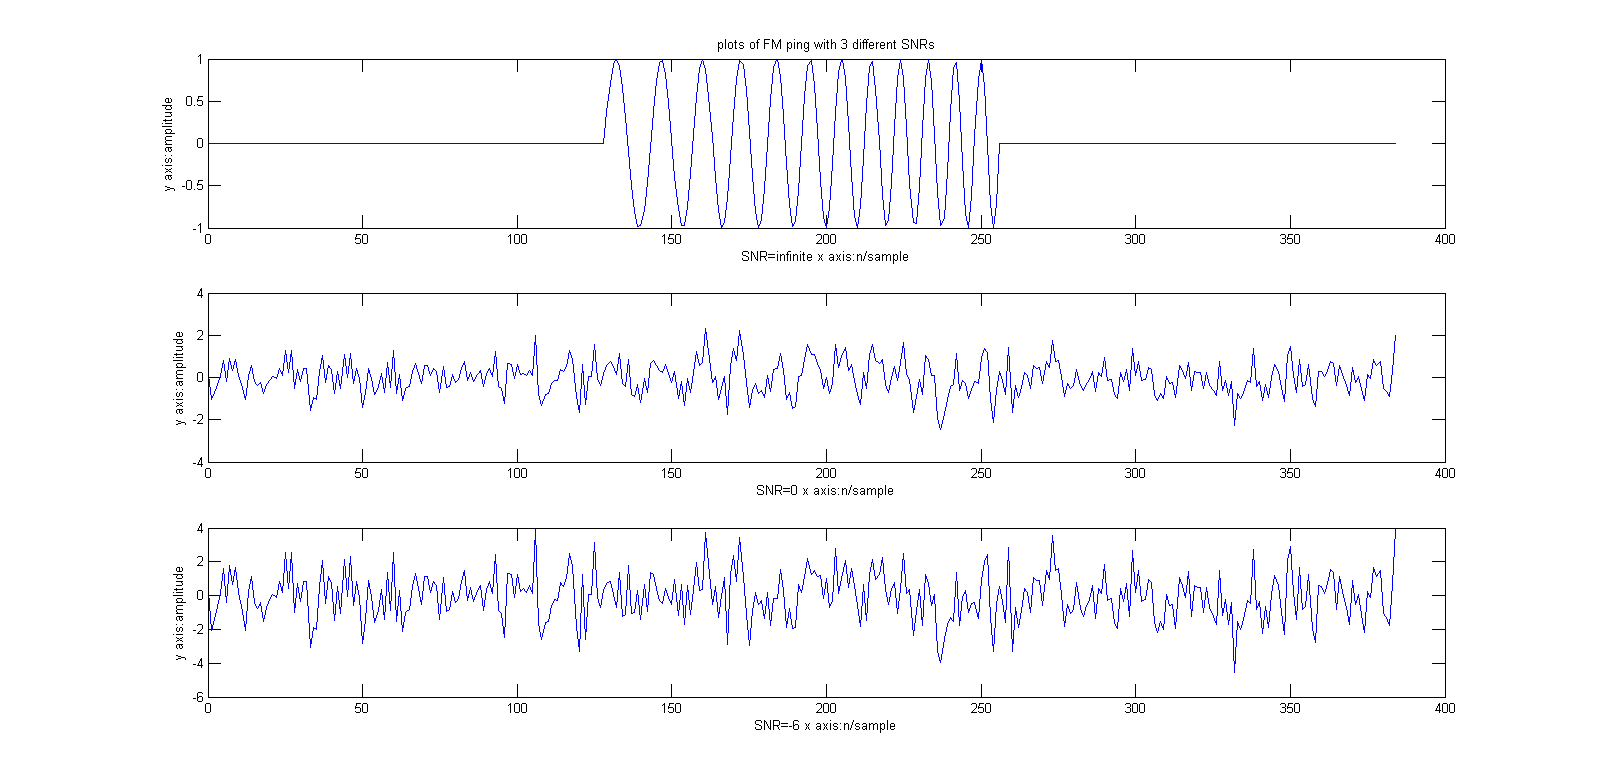 plots of FM ping with 3 different SNRs
1
0.5
0
-0.5
-1
y axis:amplitude
0 50 100 150 200 250 300 350 400
SNR=infinite x axis:n/sample
4
2
0
-2
-4
y axis:amplitude
0 50 100 150 200 250 300 350 400
SNR=0 x axis:n/sample
4
2
0
-2
-4
-6
y axis:amplitude
0 50 100 150 200 250 300 350 400
SNR=-6 x axis:n/sample